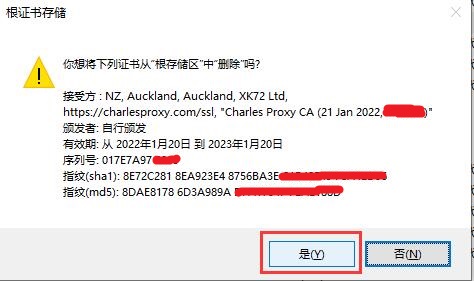 根证书存储
你想将下列证书从"根存储区"中"删除"吗?
接受方 : NZ, Auckland, Auckland, XK72 Ltd,
https://charlesproxy.com/ssl, "Charles Proxy CA (21 Jan 2022, )"
颁发者: 自行颁发
有效期: 从 2022年1月20日 到 2023年1月20日
序列号: 017E7A97
指纹(sha1): 8E72C281 8EA923E4 8756BA3E
指纹(md5): 8DAE8178 6D3A989A
是(Y)
否(N)